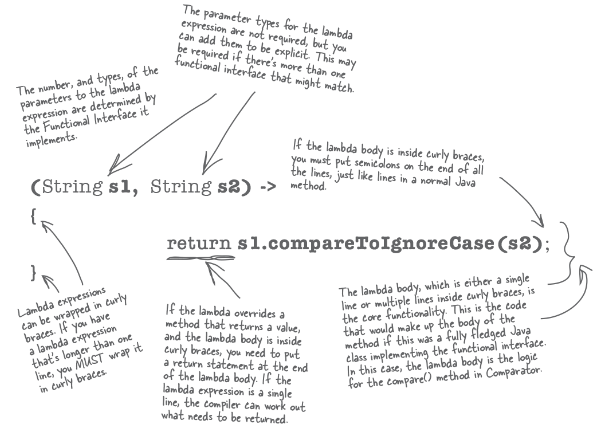 The parameter types for the lambda
expression are not required, but you
can add them to be explicit. This may
be required if there's more than one
functional interface that might match.
The number, and types, of the
parameters to the lambda
expression are determined by
the Functional Interface it
implements.
If the lambda body is inside curly braces,
you must put semicolons on the end of all
the lines, just like lines in a normal Java
method.
(String s1, String s2) ->
{
return s1.compareToIgnoreCase(s2);
}
Lambda expressions
can be wrapped in curly
braces. If you have
a lambda expression
that's longer than one
line, you MUST wrap it
in curly braces.
If the lambda overrides a
method that returns a value,
and the lambda body is inside
curly braces, you need to put
a return statement at the end
of the lambda body. If the
lambda expression is a single
line, the compiler can work out
what needs to be returned.
The lambda body, which is either a single
line or multiple lines inside curly braces, is
the core functionality. This is the code
that would make up the body of the
method if this was a fully fledged Java
class implementing the functional interface.
In this case, the lambda body is the logic
for the compare() method in Comparator.